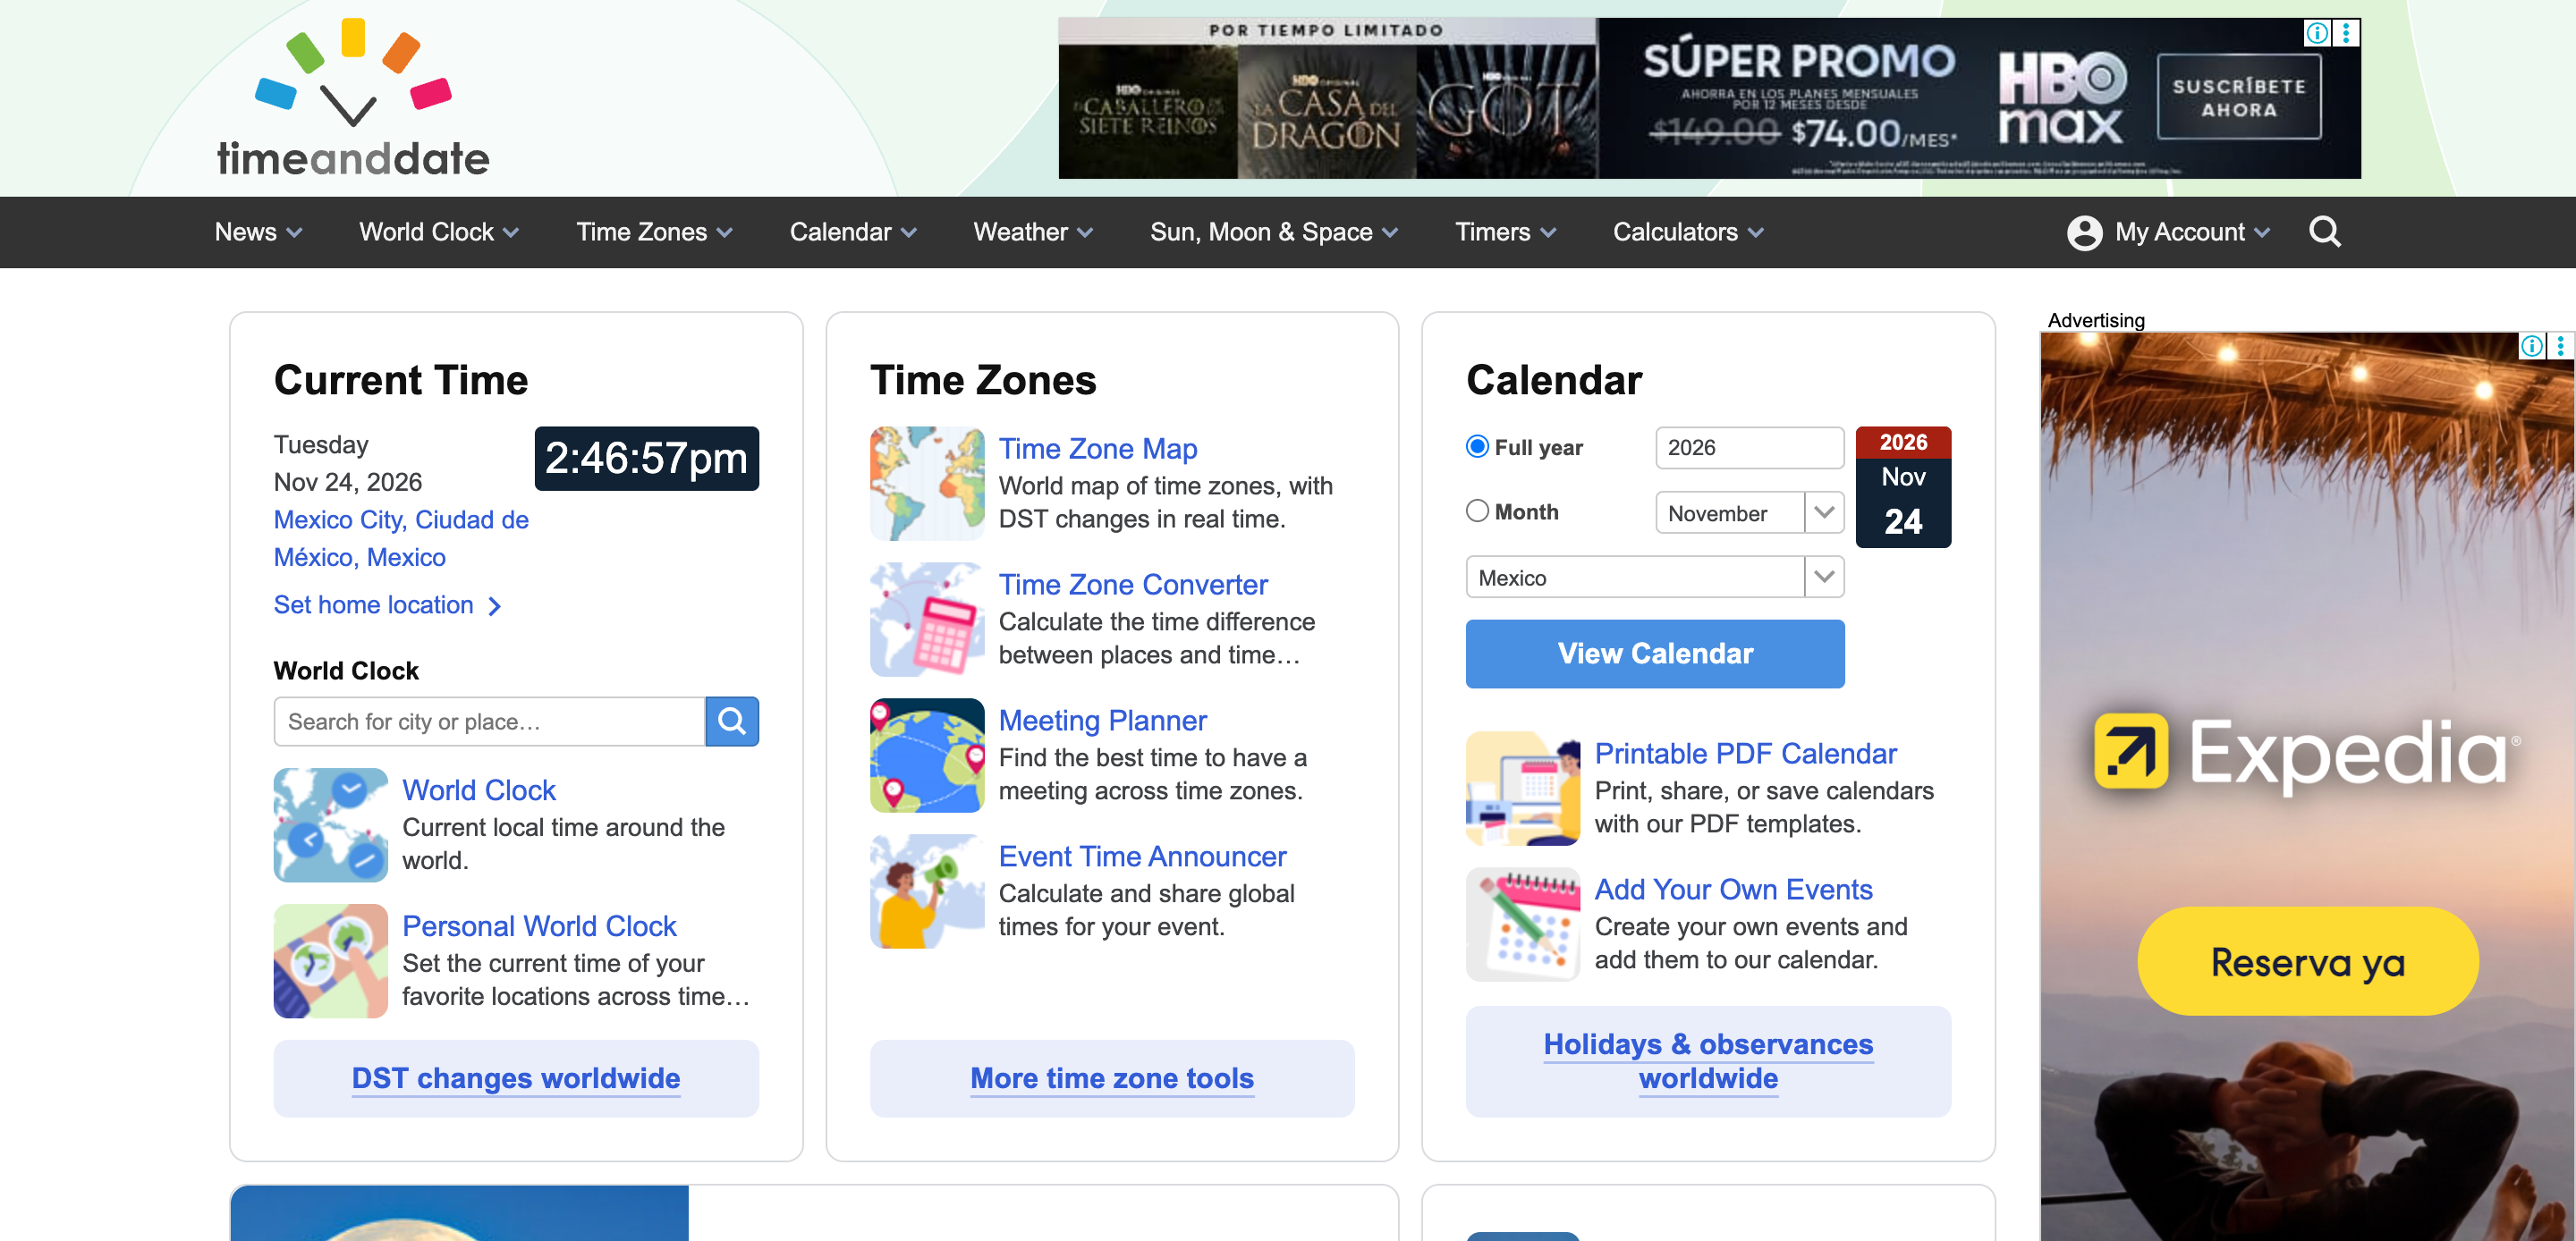 timeanddate
POR TIEMPO LIMITADO
HBO ORIGINAL
CABALLERO
SIETE REINOS
HBO ORIGINAL
LA CASA DEL
DRAGÓN
HBO
GOT
SÚPER PROMO
AHORRA EN LOS PLANES MENSUALES
POR 12 MESES DESDE
$149.00 $74.00/MES*
HBO
max
SUSCRÍBETE
AHORA
News World Clock Time Zones Calendar Weather Sun, Moon & Space Timers Calculators My Account
Current Time
Tuesday
Nov 24, 2026
2:46:57pm
Mexico City, Ciudad de
México, Mexico
Set home location
World Clock
Search for city or place…
World Clock
Current local time around the
world.
Personal World Clock
Set the current time of your
favorite locations across time…
DST changes worldwide
Time Zones
Time Zone Map
World map of time zones, with
DST changes in real time.
Time Zone Converter
Calculate the time difference
between places and time…
Meeting Planner
Find the best time to have a
meeting across time zones.
Event Time Announcer
Calculate and share global
times for your event.
More time zone tools
Calendar
Full year 2026
Month November
2026
Nov
24
Mexico
View Calendar
Printable PDF Calendar
Print, share, or save calendars
with our PDF templates.
Add Your Own Events
Create your own events and
add them to our calendar.
Holidays & observances
worldwide
Advertising
Expedia®
Reserva ya